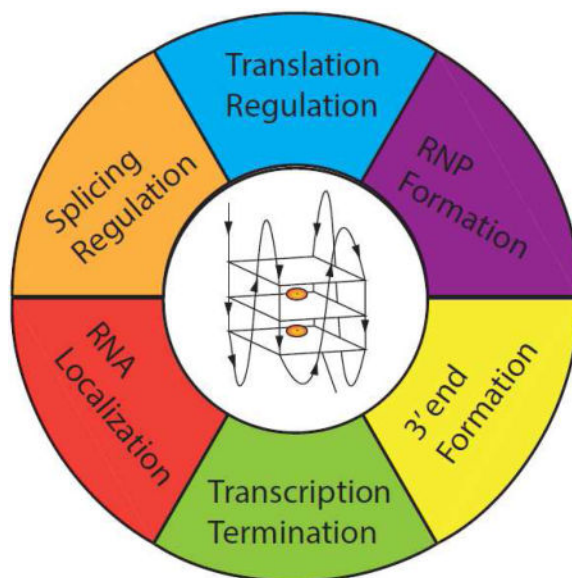 Translation
Regulation
RNP
Formation
3' end
Formation
Transcription
Termination
RNA
Localization
Splicing
Regulation